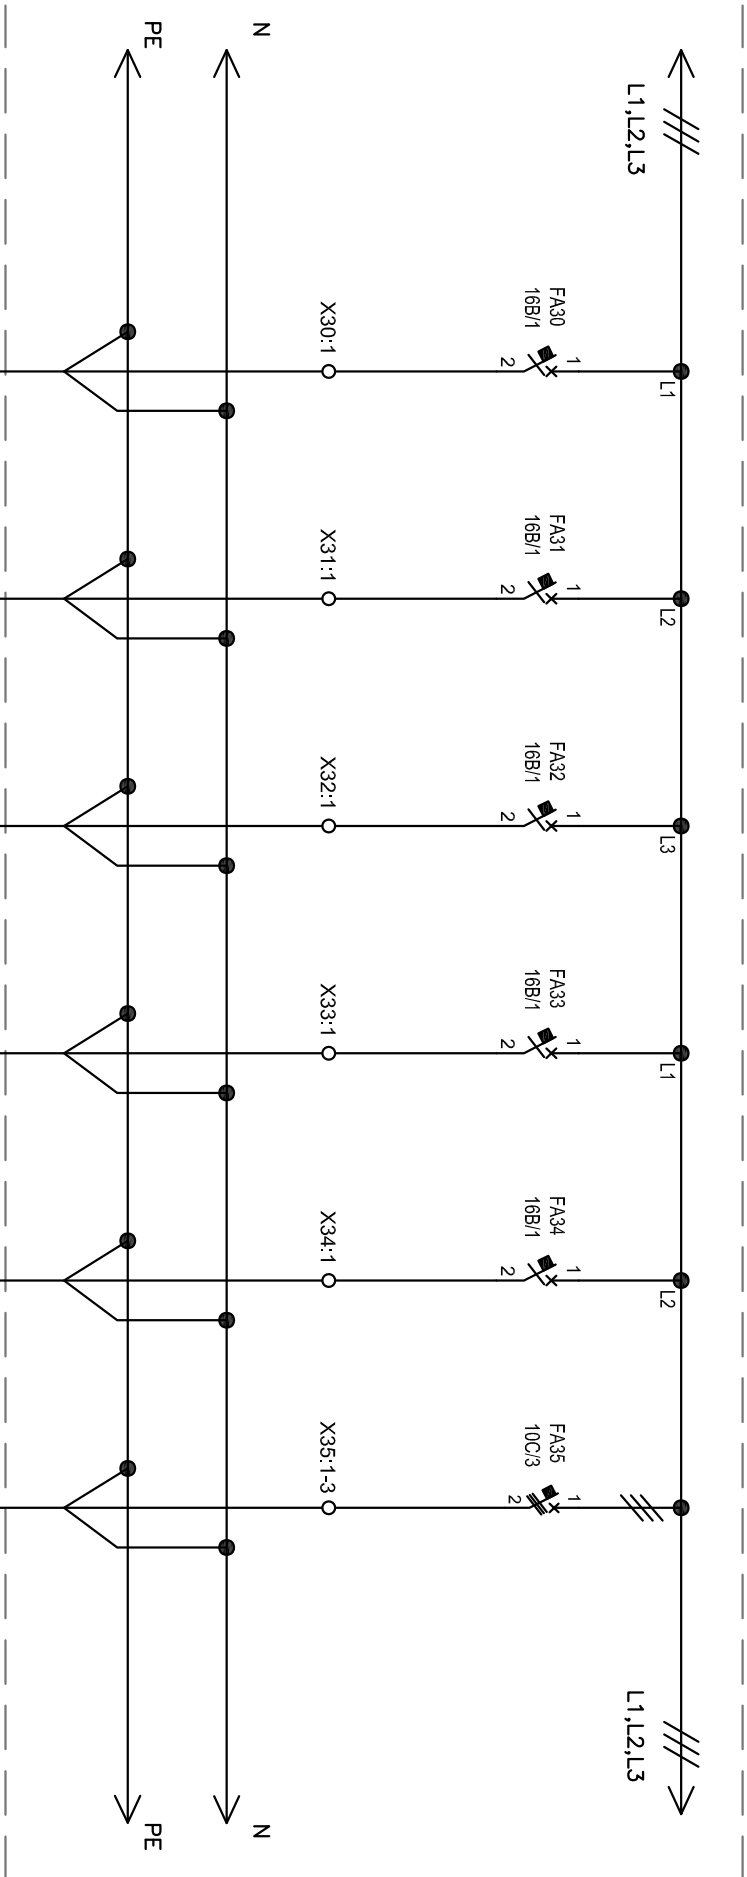 L1,L2,L3
L1,L2,L3
L1
L2
L3
L1
L2
FA30
16B/1
1
2
FA31
16B/1
1
2
FA32
16B/1
1
2
FA33
16B/1
1
2
FA34
16B/1
1
2
FA35
10C/3
1
2
X30:1
X31:1
X32:1
X33:1
X34:1
X35:1-3
N
N
PE
PE